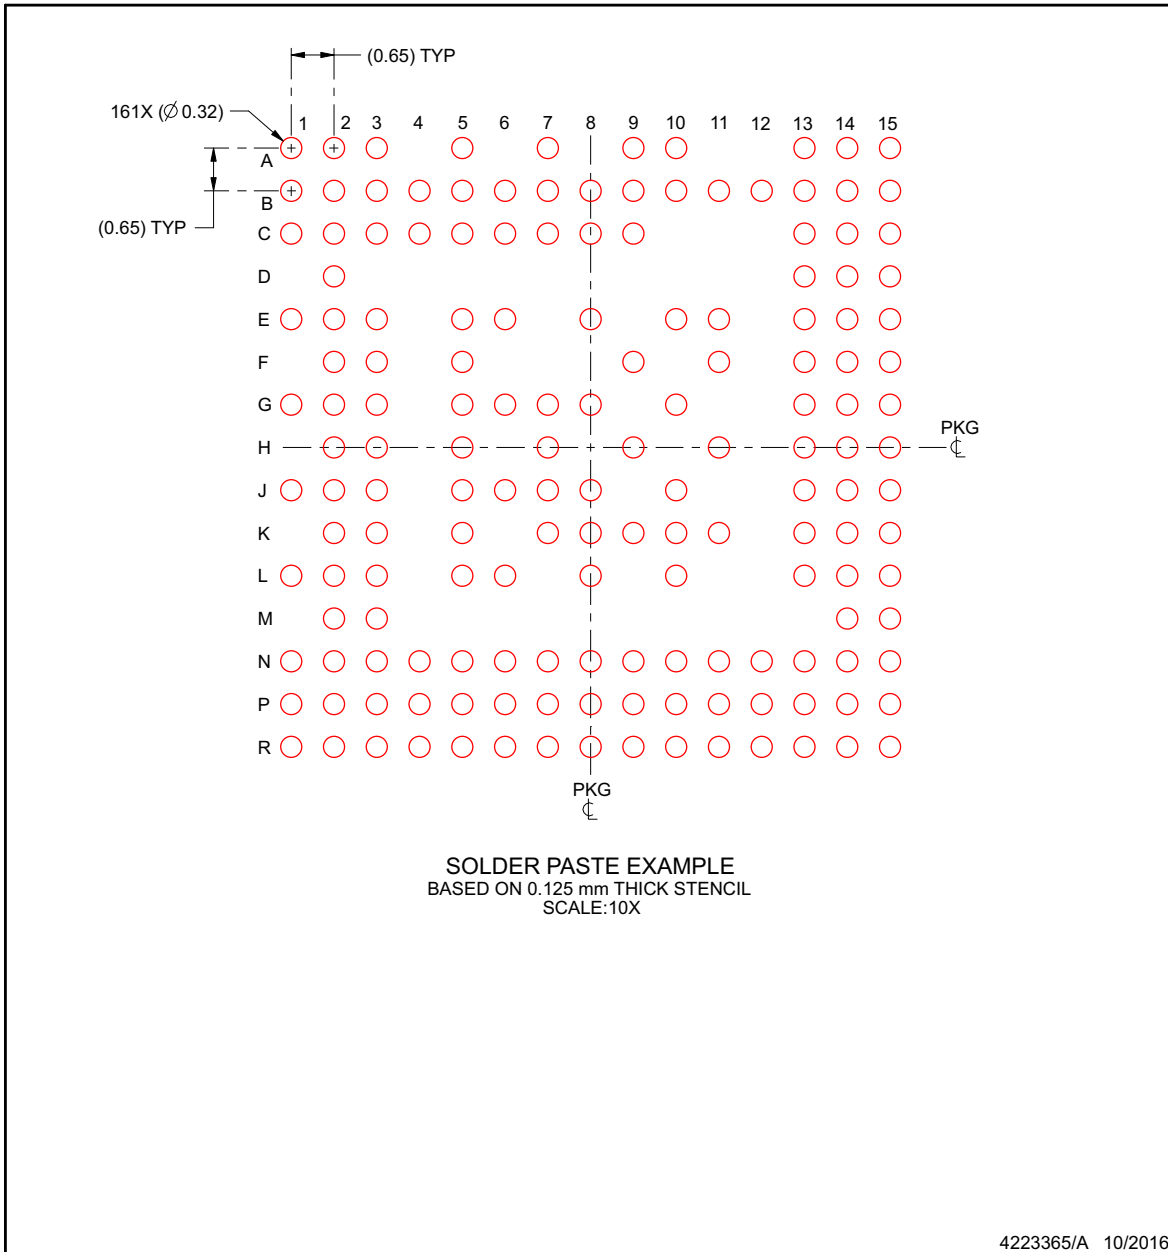 (0.65) TYP
161X (∅ 0.32)
1 2 3 4 5 6 7 8 9 10 11 12 13 14 15
A
B
(0.65) TYP
C
D
E
F
G
H
PKG
℄
J
K
L
M
N
P
R
PKG
℄
SOLDER PASTE EXAMPLE
BASED ON 0.125 mm THICK STENCIL
SCALE:10X
4223365/A 10/2016